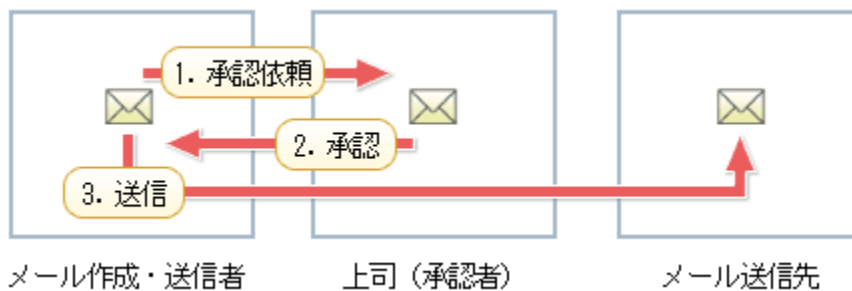 1. 承認依頼
2. 承認
3. 送信
メール作成・送信者
上司（承認者）
メール送信先